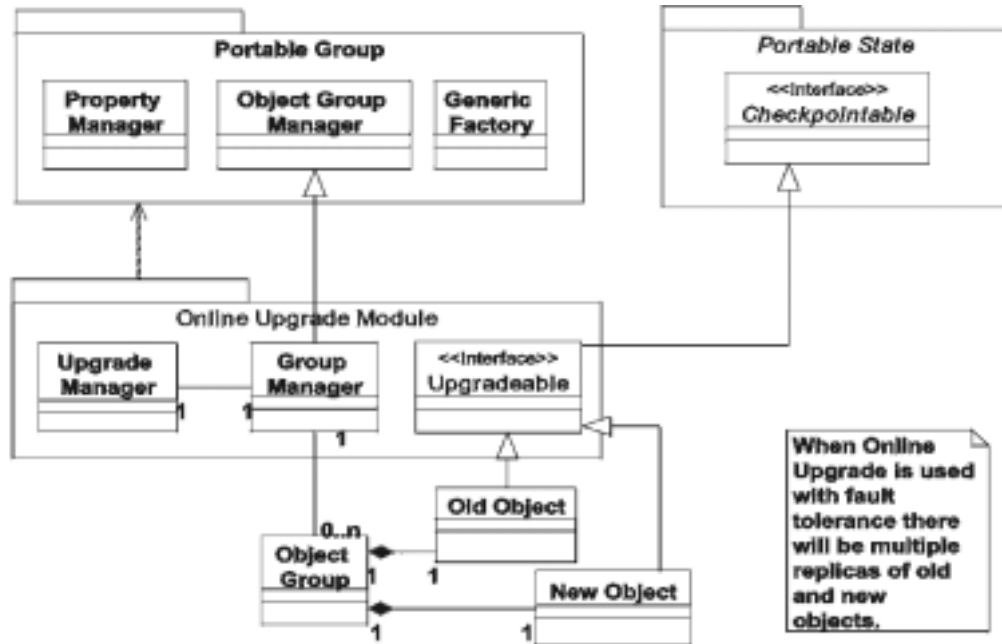 Portable Group
Property
Manager
Object Group
Manager
Generic
Factory
Portable State
<<Interface>>
Checkpointable
Online Upgrade Module
Upgrade
Manager
1
Group
Manager
1
1
<<Interface>>
Upgradeable
Old Object
0..n
Object
Group
1
1
New Object
1
1
When Online
Upgrade is used
with fault
tolerance there
will be multiple
replicas of old
and new
objects.